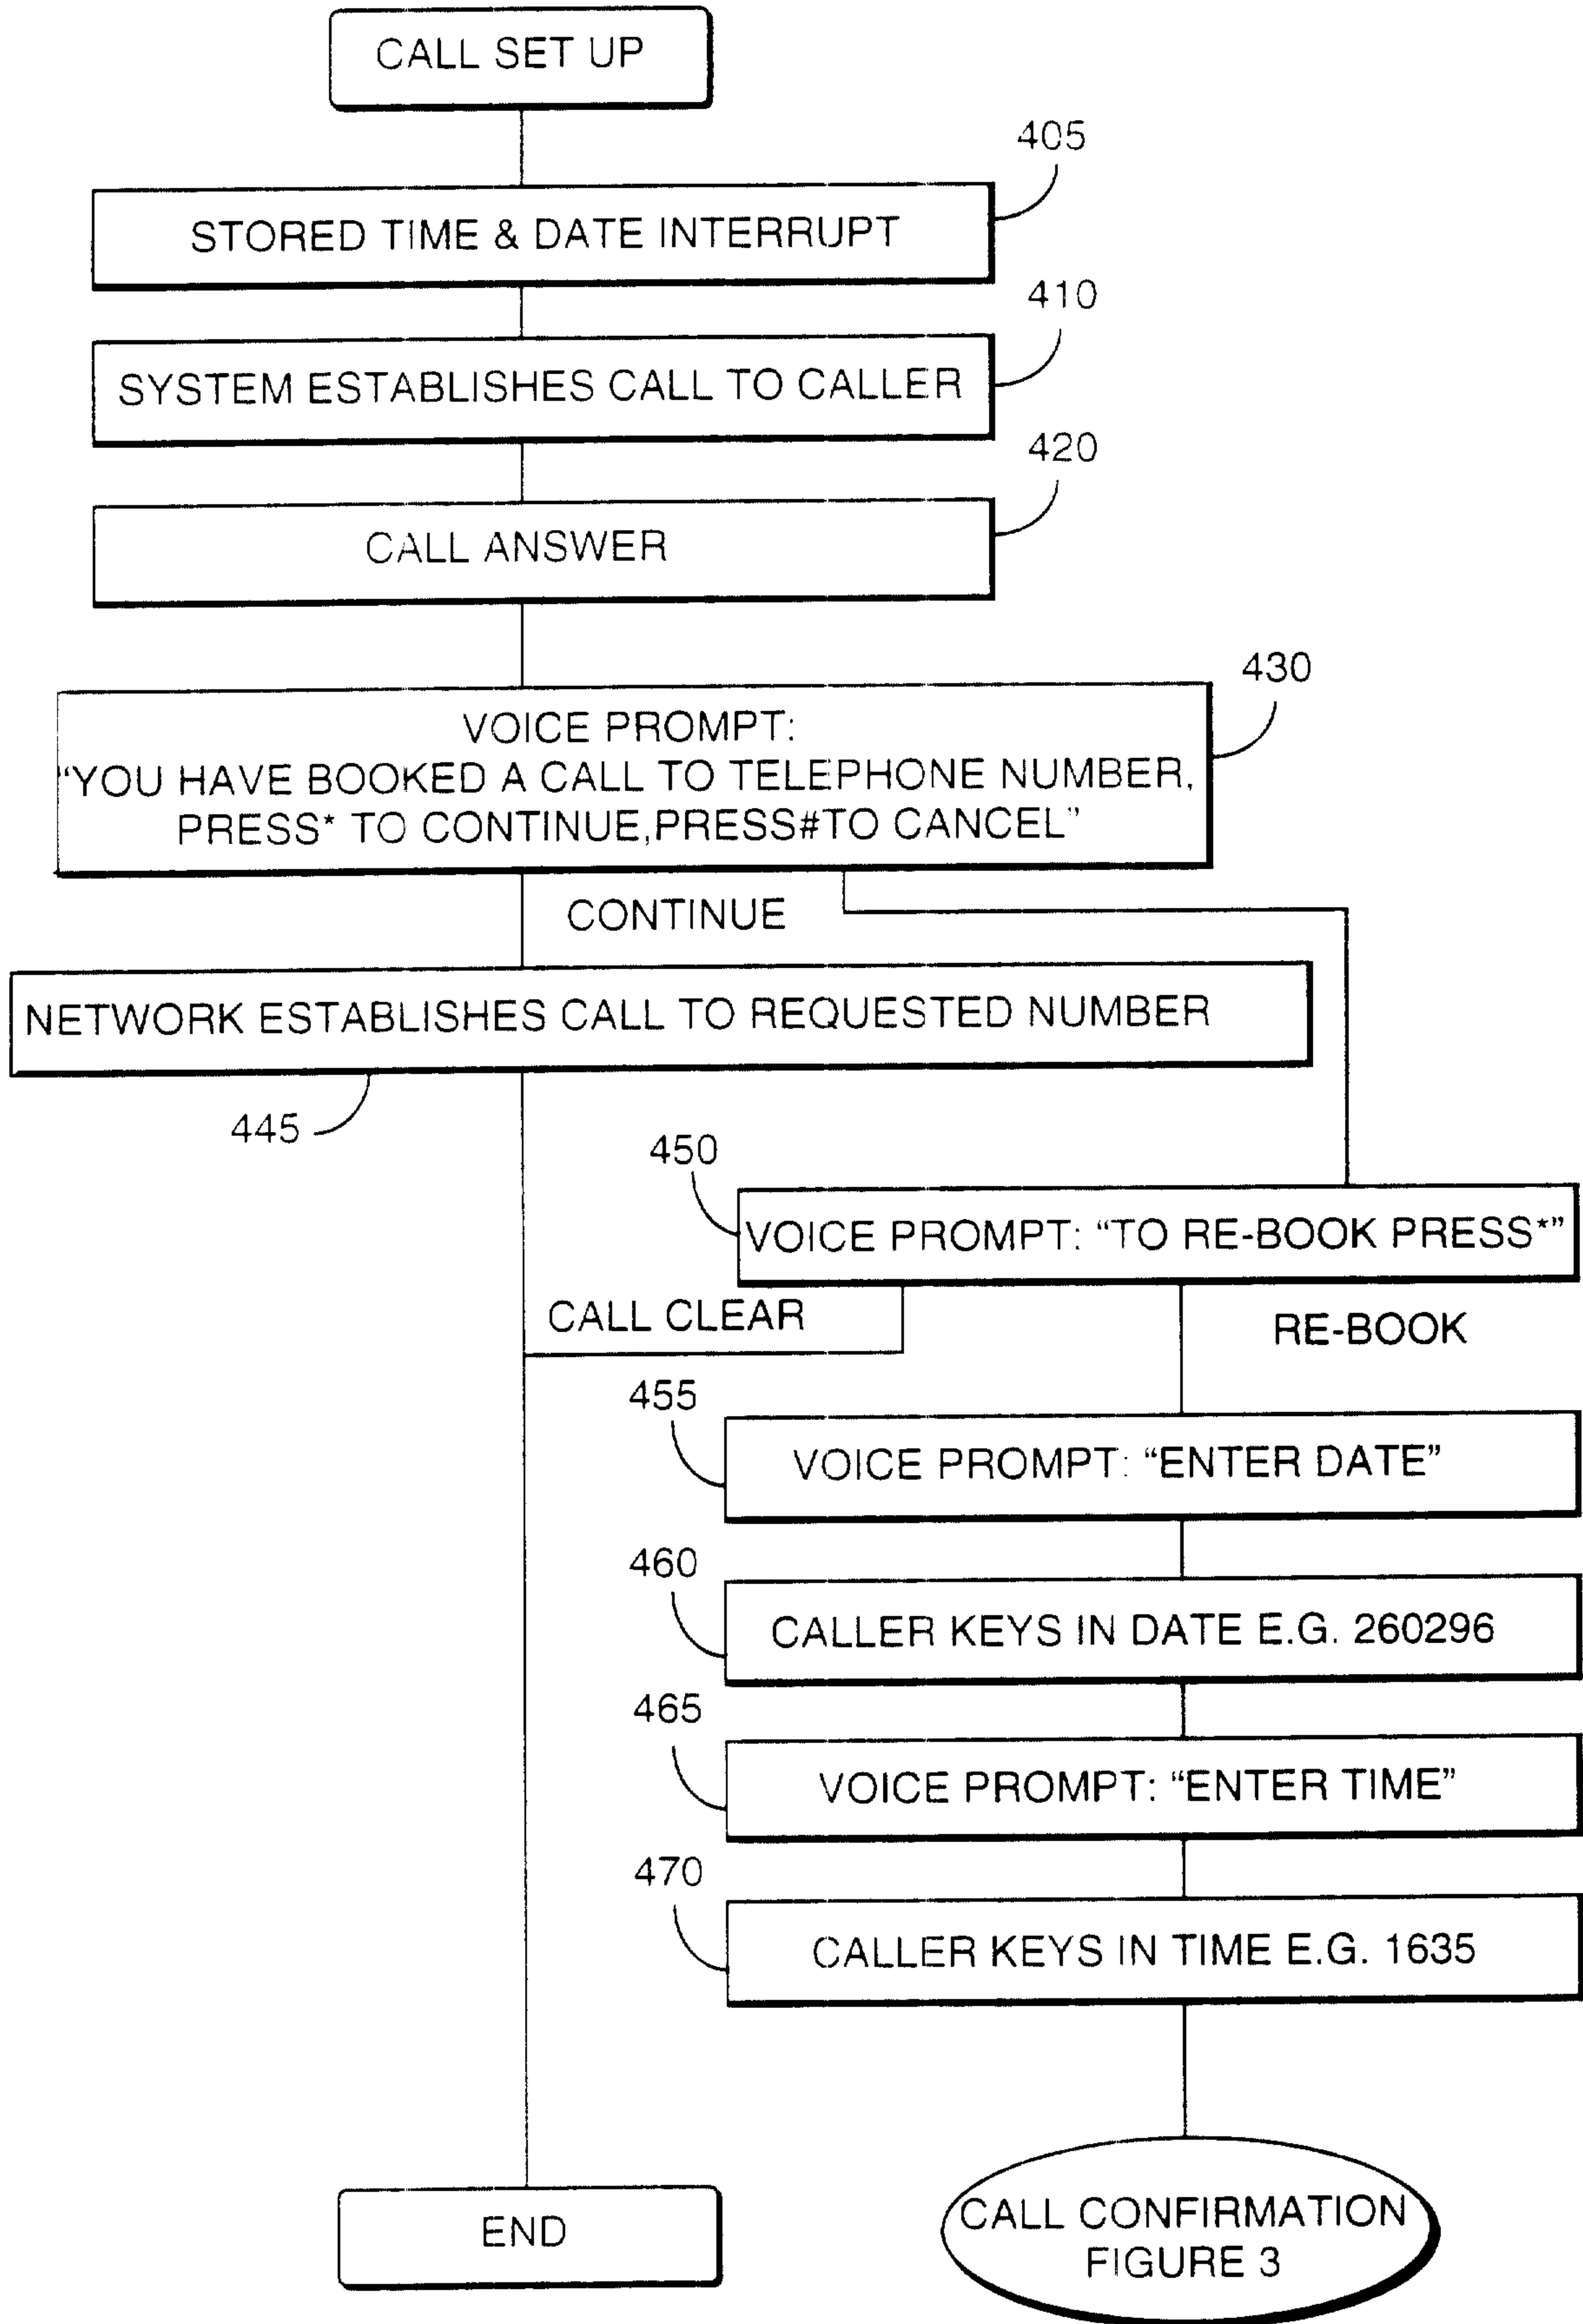 CALL SET UP
405
STORED TIME & DATE INTERRUPT
410
SYSTEM ESTABLISHES CALL TO CALLER
420
CALL ANSWER
430
VOICE PROMPT:
"YOU HAVE BOOKED A CALL TO TELEPHONE NUMBER,
PRESS* TO CONTINUE,PRESS#TO CANCEL"
CONTINUE
NETWORK ESTABLISHES CALL TO REQUESTED NUMBER
445
450
VOICE PROMPT: "TO RE-BOOK PRESS*"
CALL CLEAR
RE-BOOK
455
VOICE PROMPT: "ENTER DATE"
460
CALLER KEYS IN DATE E.G. 260296
465
VOICE PROMPT: "ENTER TIME"
470
CALLER KEYS IN TIME E.G. 1635
END
CALL CONFIRMATION
FIGURE 3